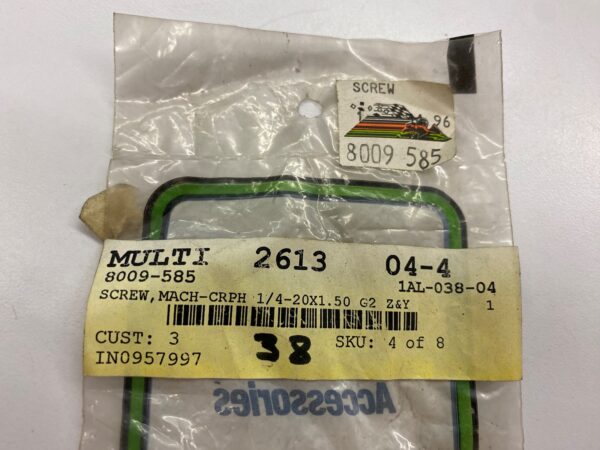 SCREW
96
8009 585
MULTI 2613 04-4
8009-585 1AL-038-04
SCREW,MACH-CRPH 1/4-20X1.50 G2 Z&Y 1
CUST: 3 38 SKU: 4 of 8
IN0957997
Accessories